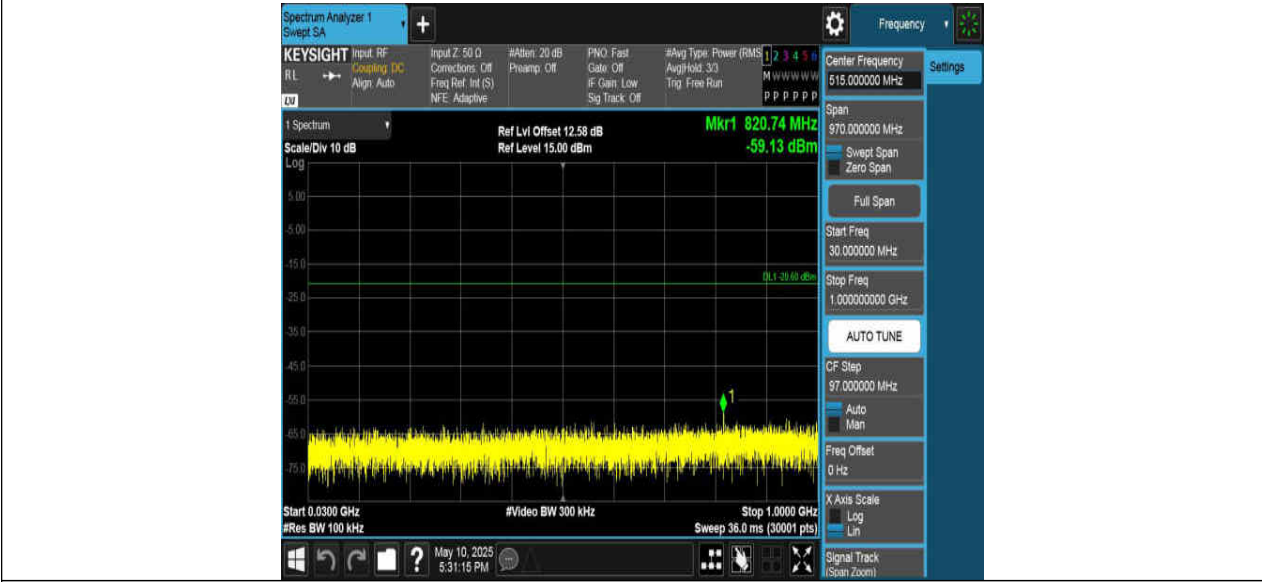 Spectrum Analyzer 1
Swept SA
+
Frequency
KEYSIGHT
RL
LXI
Input: RF
Coupling: DC
Align: Auto
Input Z: 50 Ω
Corrections: Off
Freq Ref: Int (S)
NFE: Adaptive
#Atten: 20 dB
Preamp: Off
PNO: Fast
Gate: Off
IF Gain: Low
Sig Track: Off
#Avg Type: Power (RMS
Avg|Hold: 3/3
Trig: Free Run
1 2 3 4 5 6
M W W W W W
P P P P P P
1 Spectrum
Scale/Div 10 dB
Log
Ref Lvl Offset 12.58 dB
Ref Level 15.00 dBm
Mkr1 820.74 MHz
-59.13 dBm
5.00
-5.00
-15.0
DL1 -20.60 dBm
-25.0
-35.0
-45.0
-55.0
1
-65.0
-75.0
Start 0.0300 GHz
#Res BW 100 kHz
#Video BW 300 kHz
Stop 1.0000 GHz
Sweep 36.0 ms (30001 pts)
?
May 10, 2025
5:31:15 PM
Center Frequency
515.000000 MHz
Settings
Span
970.000000 MHz
Swept Span
Zero Span
Full Span
Start Freq
30.000000 MHz
Stop Freq
1.000000000 GHz
AUTO TUNE
CF Step
97.000000 MHz
Auto
Man
Freq Offset
0 Hz
X Axis Scale
Log
Lin
Signal Track
(Span Zoom)